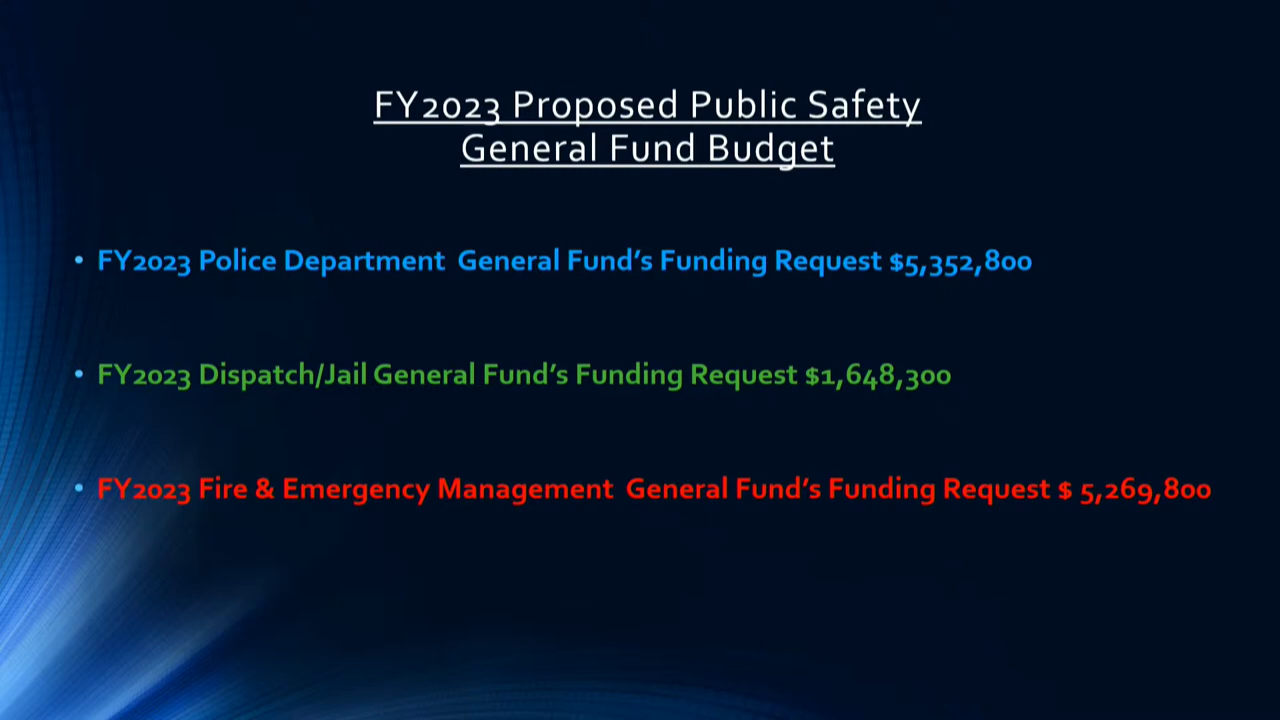 FY2023 Proposed Public Safety
General Fund Budget
• FY2023 Police Department General Fund's Funding Request $5,352,800
• FY2023 Dispatch/Jail General Fund's Funding Request $1,648,300
• FY2023 Fire & Emergency Management General Fund's Funding Request $ 5,269,800